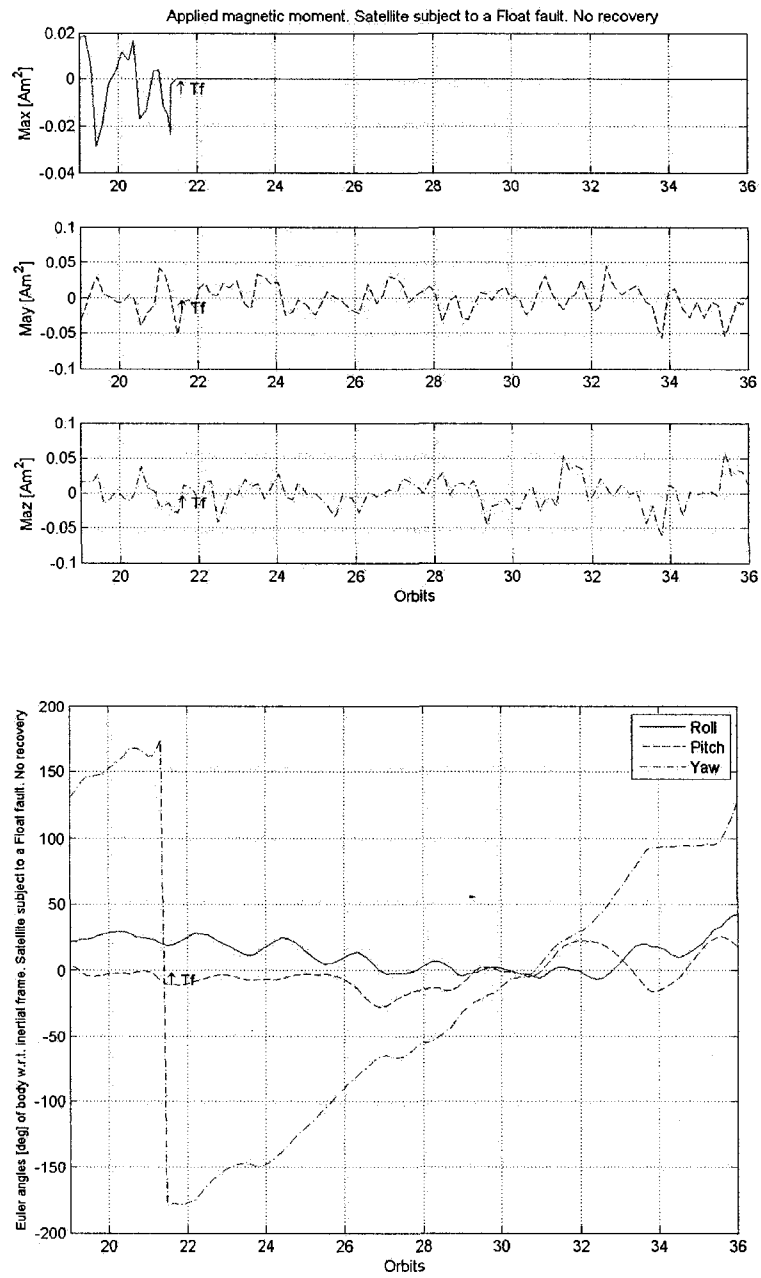 Applied magnetic moment. Satellite subject to a Float fault. No recovery
Max [Am²]
0.02
0
-0.02
-0.04
↑ Tf
20 22 24 26 28 30 32 34 36
May [Am²]
0.1
0.05
0
-0.05
-0.1
↑ Tf
20 22 24 26 28 30 32 34 36
Maz [Am²]
0.1
0.05
0
-0.05
-0.1
↑ Tf
20 22 24 26 28 30 32 34 36
Orbits
Euler angles [deg] of body w.r.t. inertial frame. Satellite subject to a Float fault. No recovery
200
150
100
50
0
-50
-100
-150
-200
Roll
Pitch
Yaw
↑ Tf
20 22 24 26 28 30 32 34 36
Orbits